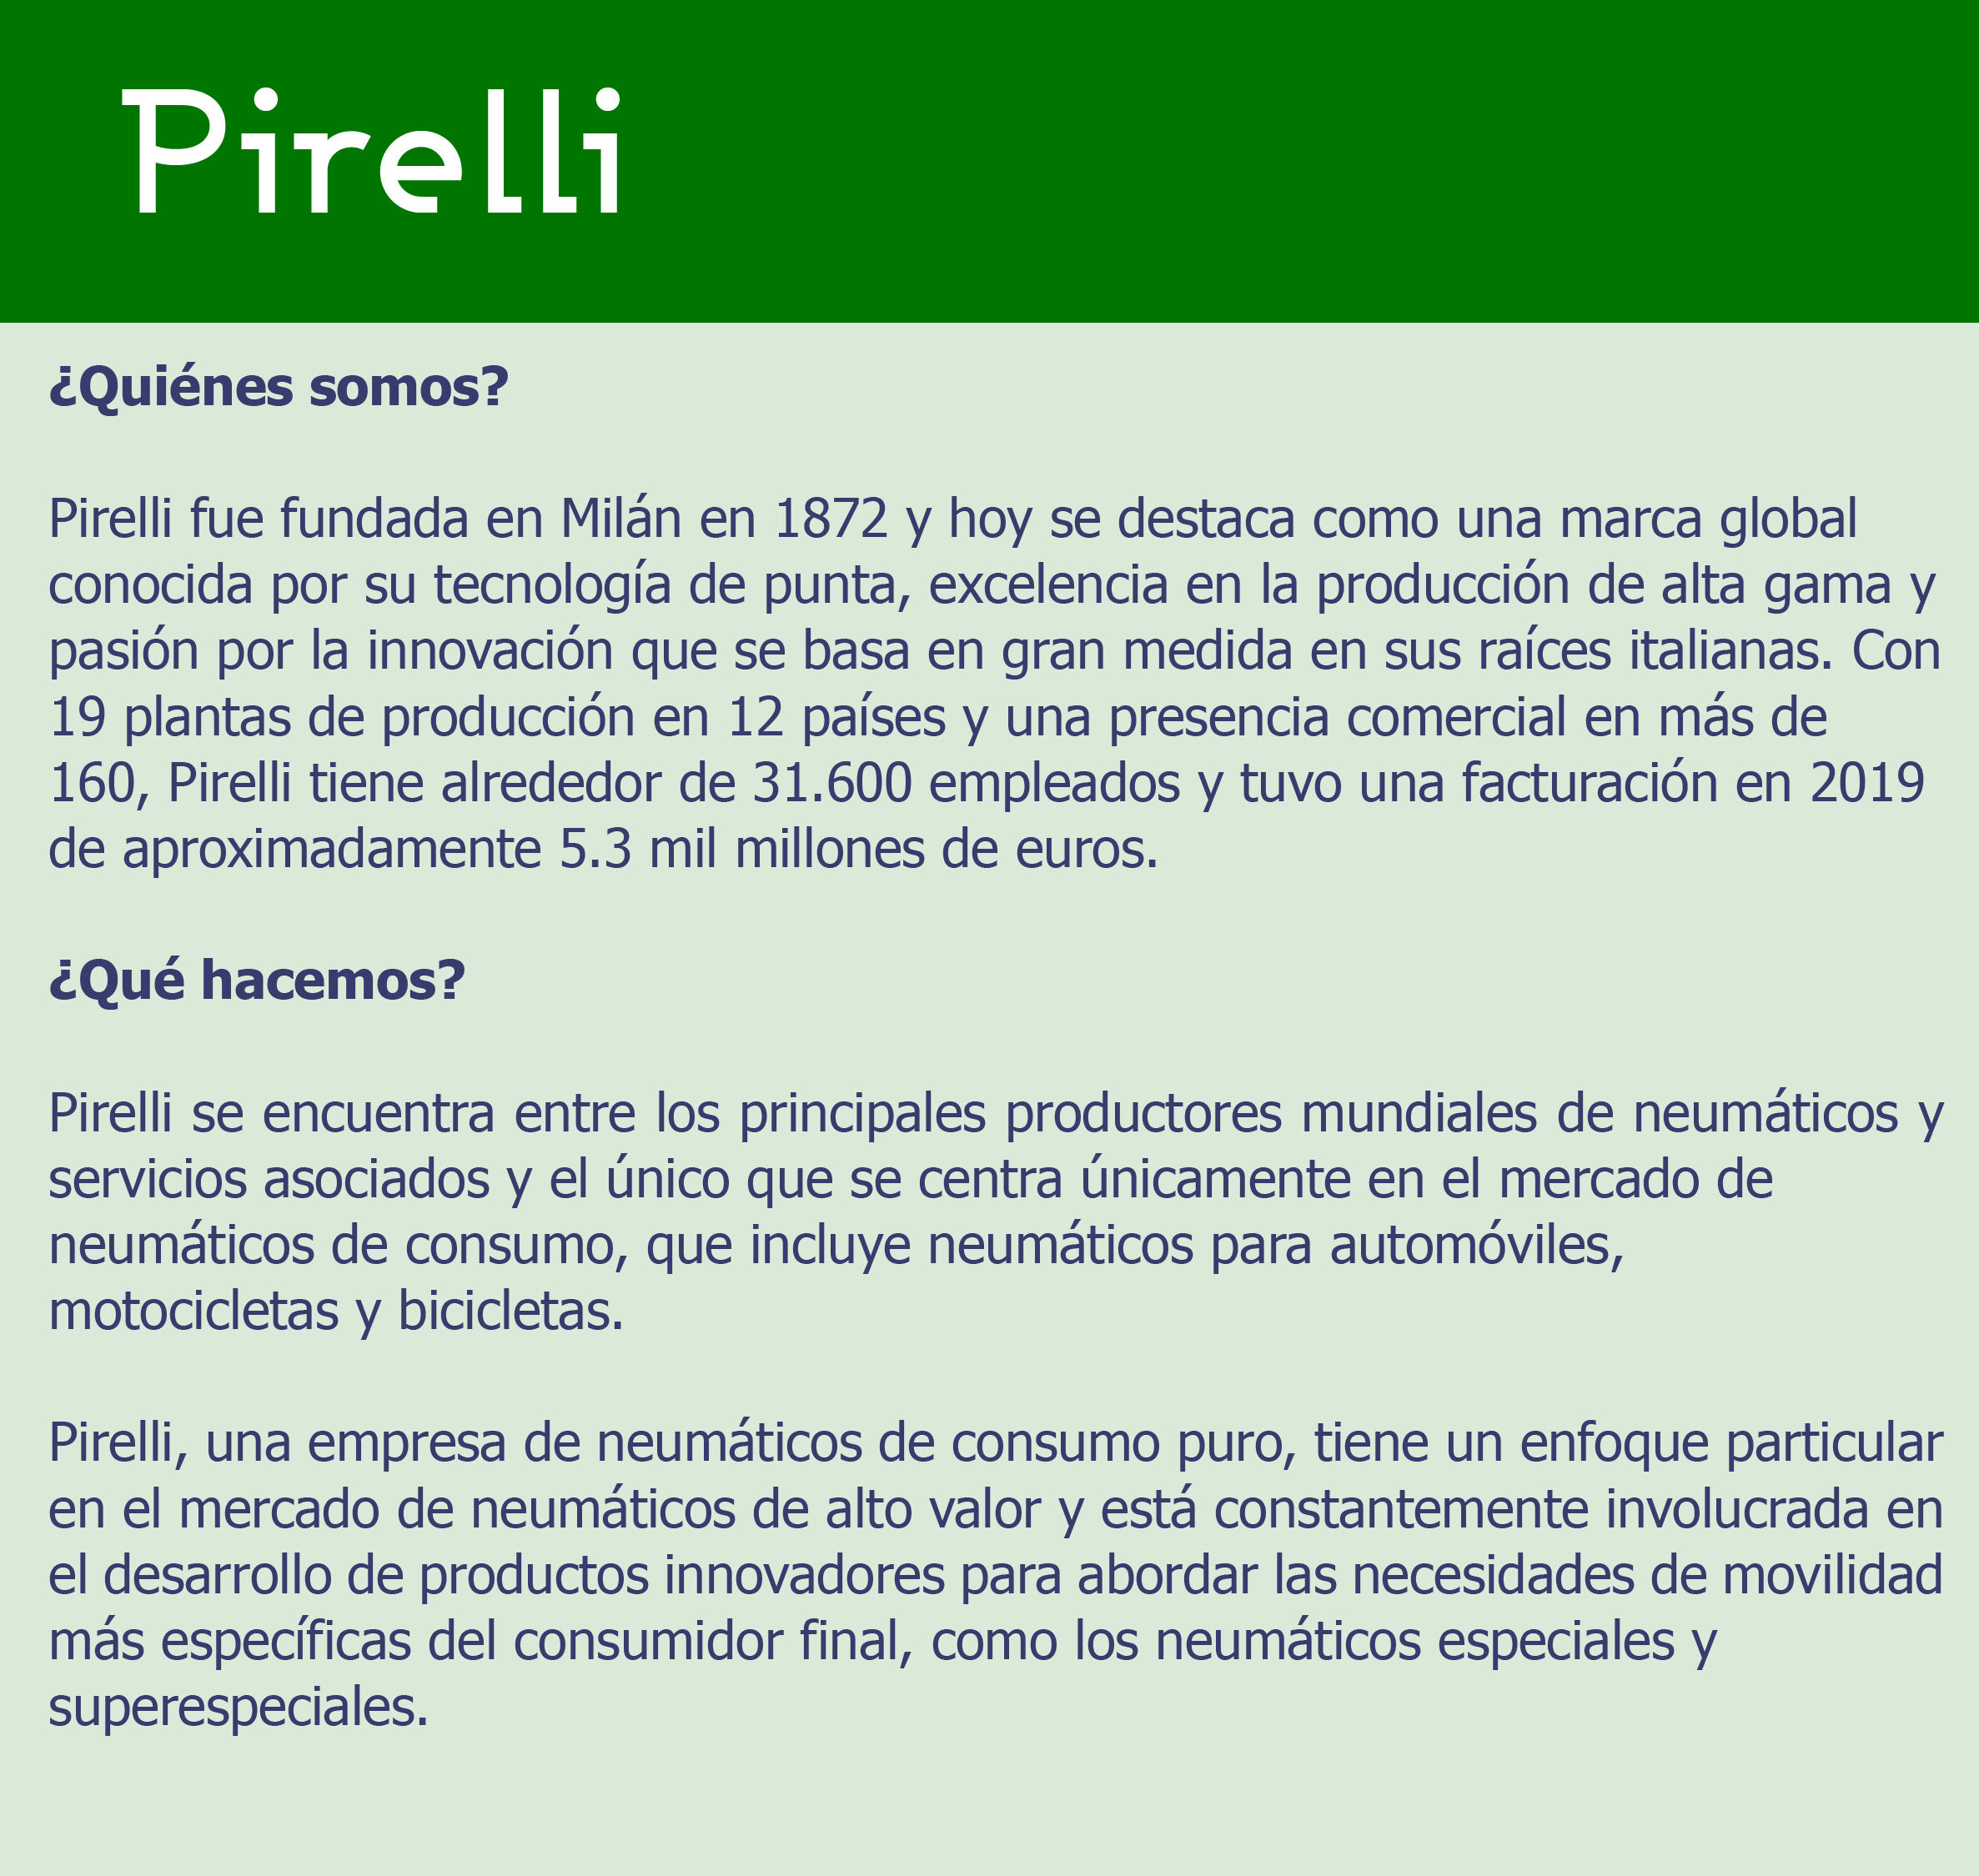 Pirelli
¿Quiénes somos?
Pirelli fue fundada en Milán en 1872 y hoy se destaca como una marca global
conocida por su tecnología de punta, excelencia en la producción de alta gama y
pasión por la innovación que se basa en gran medida en sus raíces italianas. Con
19 plantas de producción en 12 países y una presencia comercial en más de
160, Pirelli tiene alrededor de 31.600 empleados y tuvo una facturación en 2019
de aproximadamente 5.3 mil millones de euros.
¿Qué hacemos?
Pirelli se encuentra entre los principales productores mundiales de neumáticos y
servicios asociados y el único que se centra únicamente en el mercado de
neumáticos de consumo, que incluye neumáticos para automóviles,
motocicletas y bicicletas.
Pirelli, una empresa de neumáticos de consumo puro, tiene un enfoque particular
en el mercado de neumáticos de alto valor y está constantemente involucrada en
el desarrollo de productos innovadores para abordar las necesidades de movilidad
más específicas del consumidor final, como los neumáticos especiales y
superespeciales.